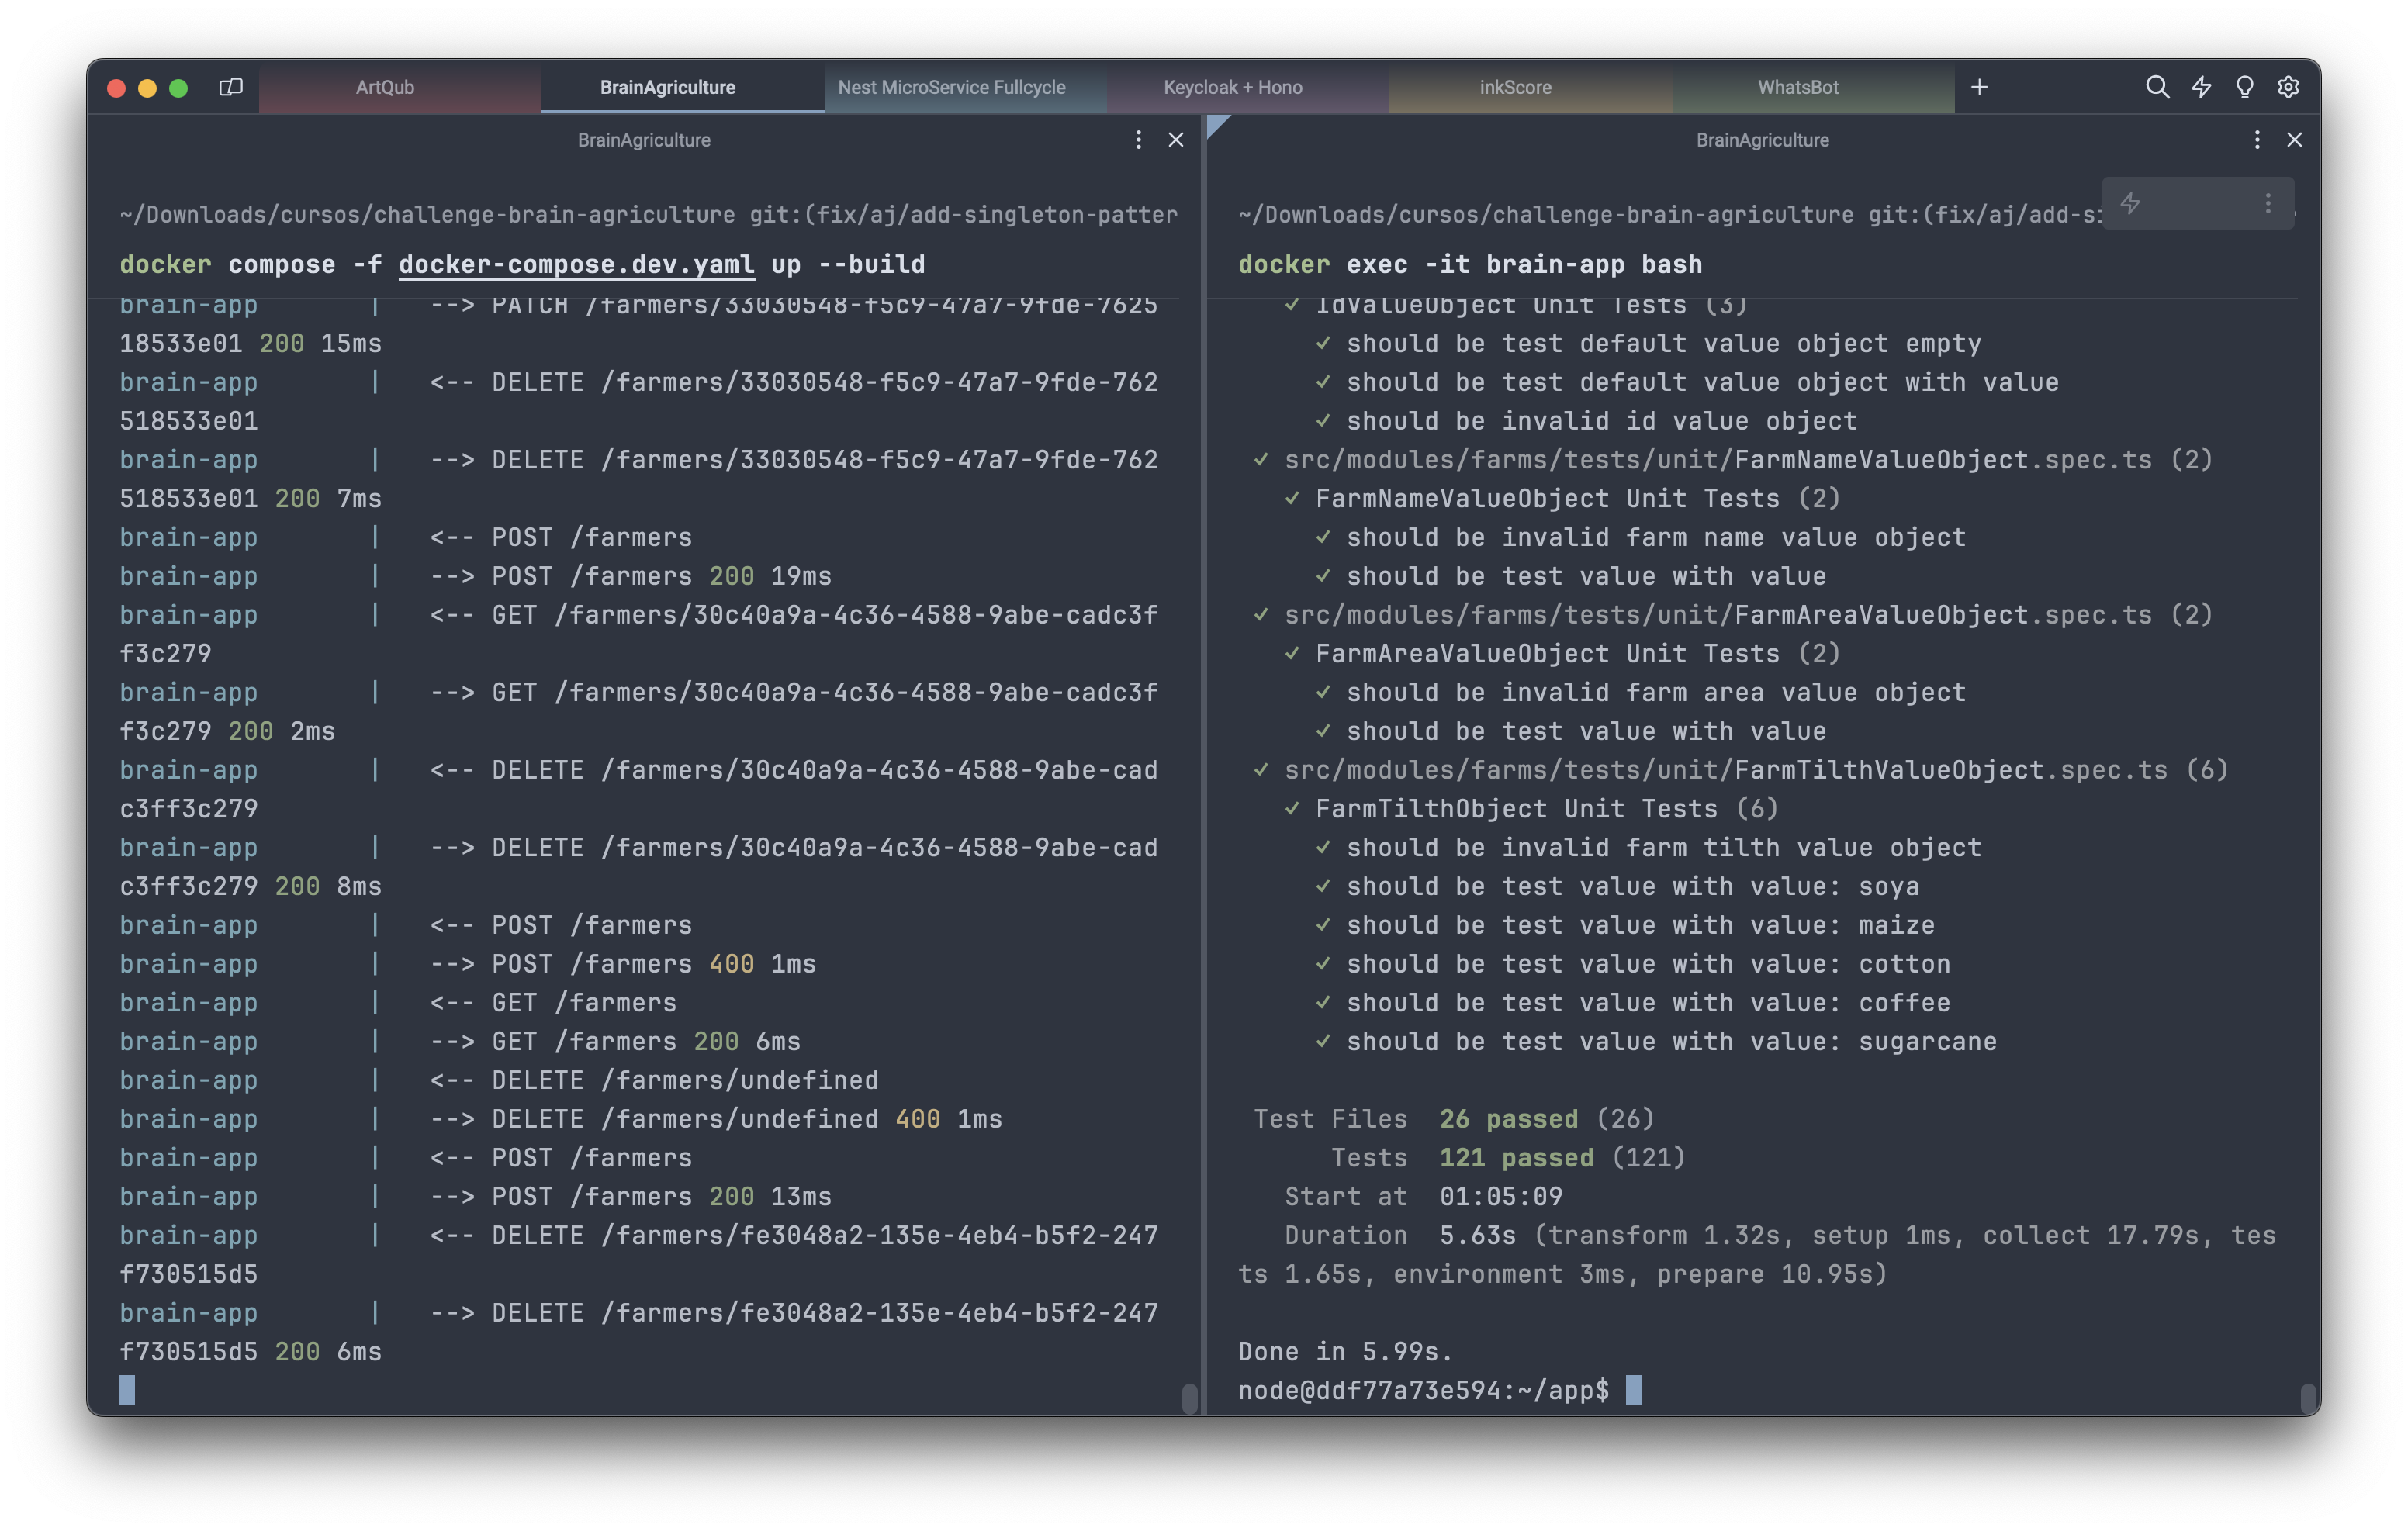 ArtQub
BrainAgriculture
Nest MicroService Fullcycle
Keycloak + Hono
inkScore
WhatsBot
BrainAgriculture
~/Downloads/cursos/challenge-brain-agriculture git:(fix/aj/add-singleton-patter
docker compose -f docker-compose.dev.yaml up --build
brain-app | --> PATCH /farmers/33030548-f5c9-47a7-9fde-7625
18533e01 200 15ms
brain-app | <-- DELETE /farmers/33030548-f5c9-47a7-9fde-762
518533e01
brain-app | --> DELETE /farmers/33030548-f5c9-47a7-9fde-762
518533e01 200 7ms
brain-app | <-- POST /farmers
brain-app | --> POST /farmers 200 19ms
brain-app | <-- GET /farmers/30c40a9a-4c36-4588-9abe-cadc3f
f3c279
brain-app | --> GET /farmers/30c40a9a-4c36-4588-9abe-cadc3f
f3c279 200 2ms
brain-app | <-- DELETE /farmers/30c40a9a-4c36-4588-9abe-cad
c3ff3c279
brain-app | --> DELETE /farmers/30c40a9a-4c36-4588-9abe-cad
c3ff3c279 200 8ms
brain-app | <-- POST /farmers
brain-app | --> POST /farmers 400 1ms
brain-app | <-- GET /farmers
brain-app | --> GET /farmers 200 6ms
brain-app | <-- DELETE /farmers/undefined
brain-app | --> DELETE /farmers/undefined 400 1ms
brain-app | <-- POST /farmers
brain-app | --> POST /farmers 200 13ms
brain-app | <-- DELETE /farmers/fe3048a2-135e-4eb4-b5f2-247
f730515d5
brain-app | --> DELETE /farmers/fe3048a2-135e-4eb4-b5f2-247
f730515d5 200 6ms
BrainAgriculture
~/Downloads/cursos/challenge-brain-agriculture git:(fix/aj/add-si
docker exec -it brain-app bash
✓ IdValueObject Unit Tests (3)
✓ should be test default value object empty
✓ should be test default value object with value
✓ should be invalid id value object
✓ src/modules/farms/tests/unit/FarmNameValueObject.spec.ts (2)
✓ FarmNameValueObject Unit Tests (2)
✓ should be invalid farm name value object
✓ should be test value with value
✓ src/modules/farms/tests/unit/FarmAreaValueObject.spec.ts (2)
✓ FarmAreaValueObject Unit Tests (2)
✓ should be invalid farm area value object
✓ should be test value with value
✓ src/modules/farms/tests/unit/FarmTilthValueObject.spec.ts (6)
✓ FarmTilthObject Unit Tests (6)
✓ should be invalid farm tilth value object
✓ should be test value with value: soya
✓ should be test value with value: maize
✓ should be test value with value: cotton
✓ should be test value with value: coffee
✓ should be test value with value: sugarcane
Test Files 26 passed (26)
Tests 121 passed (121)
Start at 01:05:09
Duration 5.63s (transform 1.32s, setup 1ms, collect 17.79s, tes
ts 1.65s, environment 3ms, prepare 10.95s)
Done in 5.99s.
node@ddf77a73e594:~/app$